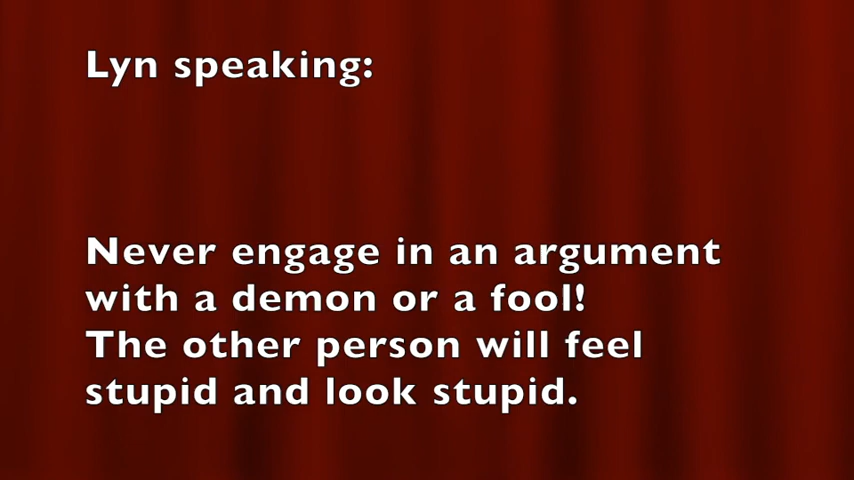 Lyn speaking:
Never engage in an argument
with a demon or a fool!
The other person will feel
stupid and look stupid.